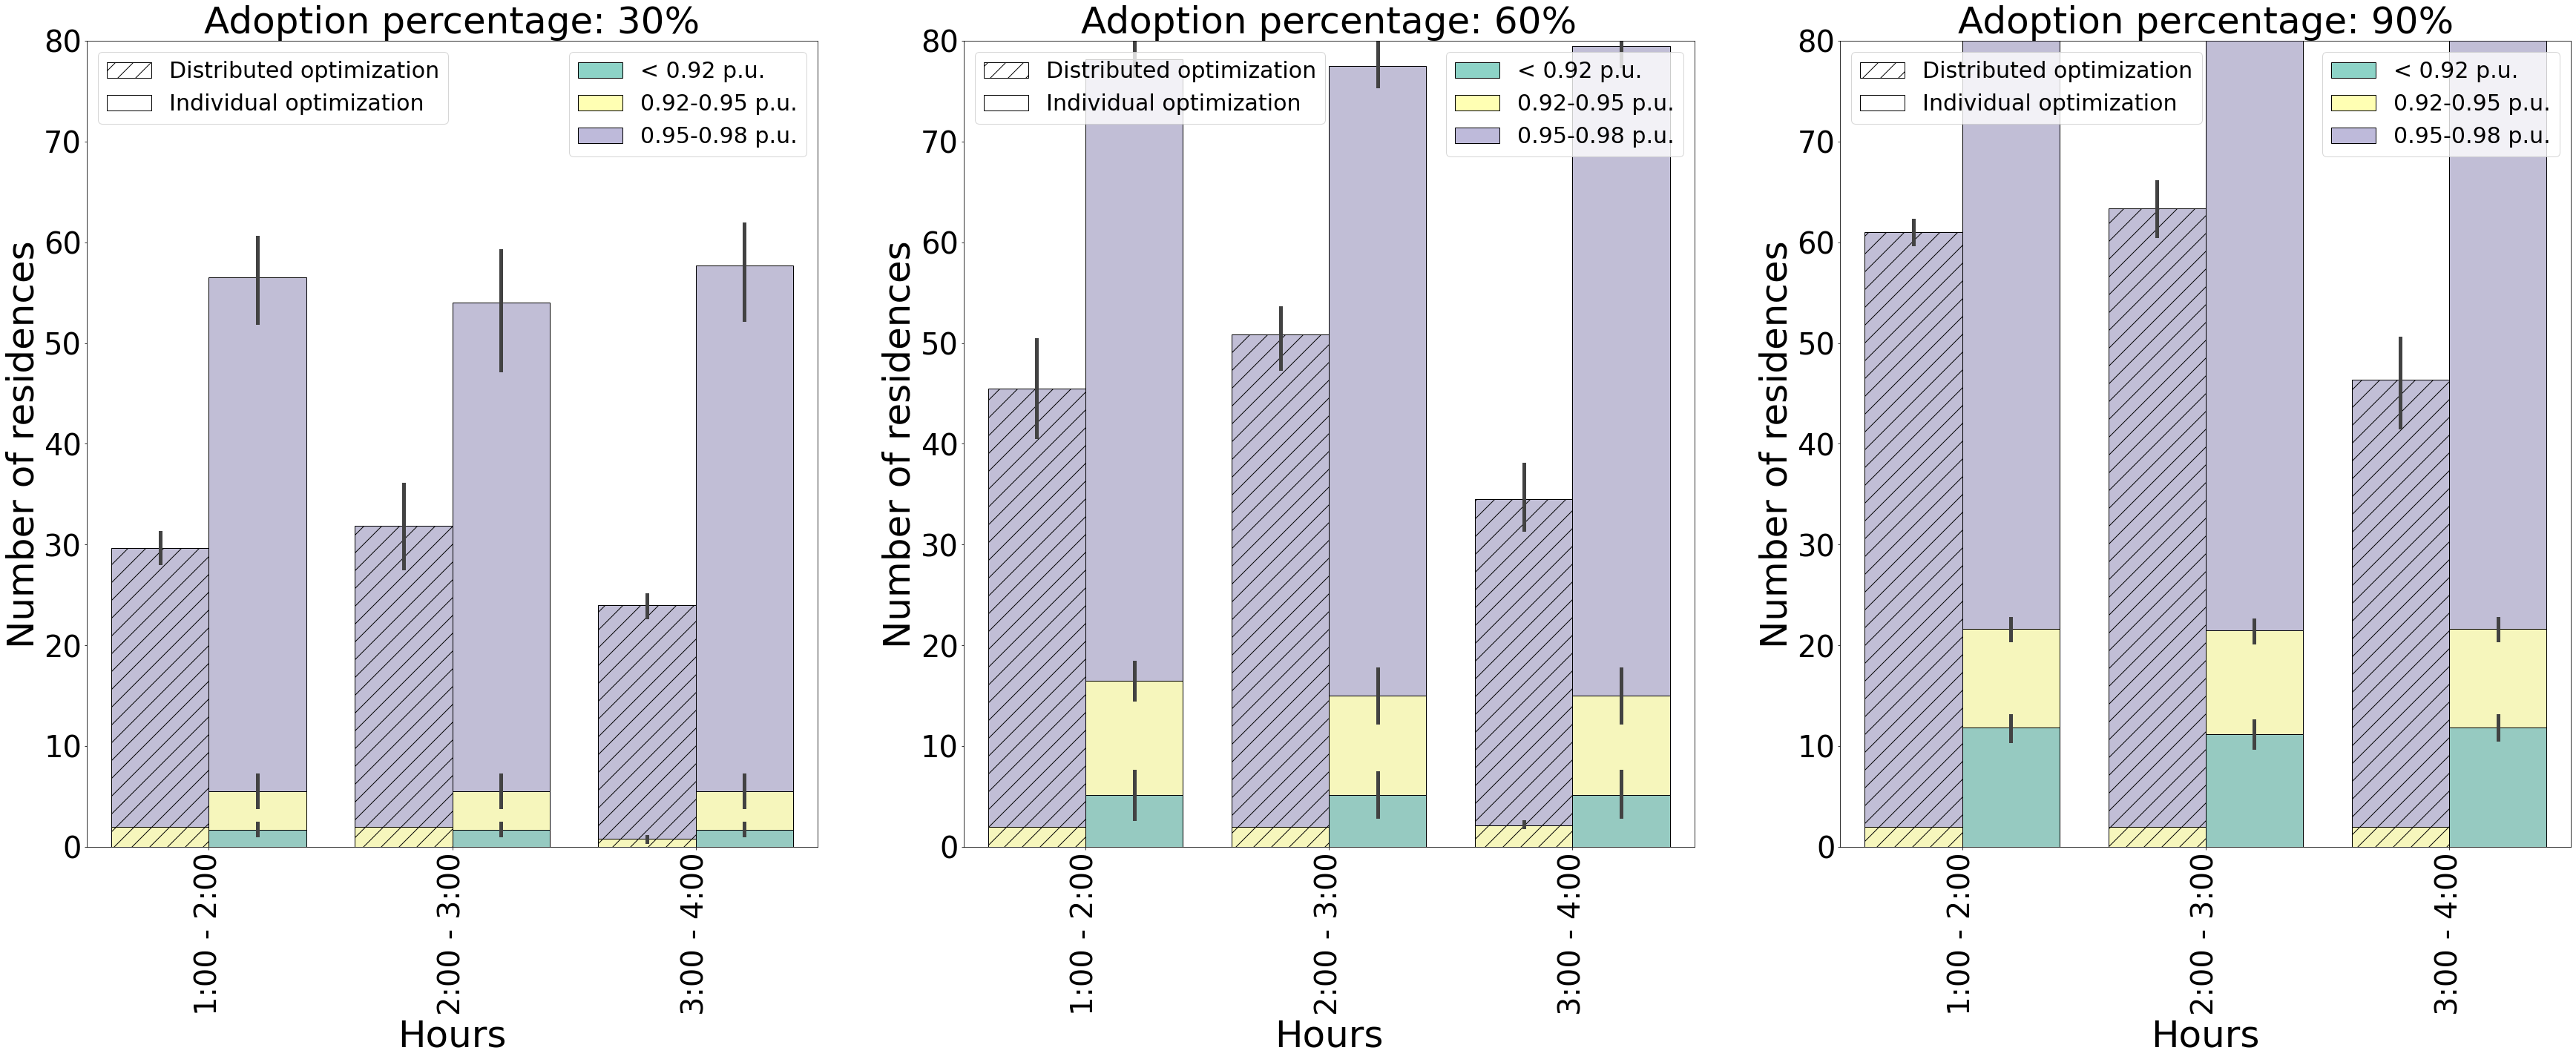 Adoption percentage: 30%
Number of residences
80
70
60
50
40
30
20
10
0
Distributed optimization
Individual optimization
< 0.92 p.u.
0.92-0.95 p.u.
0.95-0.98 p.u.
1:00 - 2:00
2:00 - 3:00
3:00 - 4:00
Hours
Adoption percentage: 60%
Number of residences
80
70
60
50
40
30
20
10
0
Distributed optimization
Individual optimization
< 0.92 p.u.
0.92-0.95 p.u.
0.95-0.98 p.u.
1:00 - 2:00
2:00 - 3:00
3:00 - 4:00
Hours
Adoption percentage: 90%
Number of residences
80
70
60
50
40
30
20
10
0
Distributed optimization
Individual optimization
< 0.92 p.u.
0.92-0.95 p.u.
0.95-0.98 p.u.
1:00 - 2:00
2:00 - 3:00
3:00 - 4:00
Hours